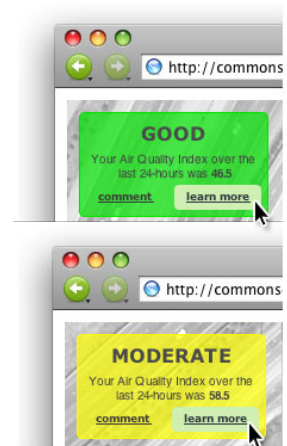 http://commons
GOOD
Your Air Quality Index over the
last 24-hours was 46.5
comment learn more
http://commons
MODERATE
Your Air Quality Index over the
last 24-hours was 58.5
comment learn more